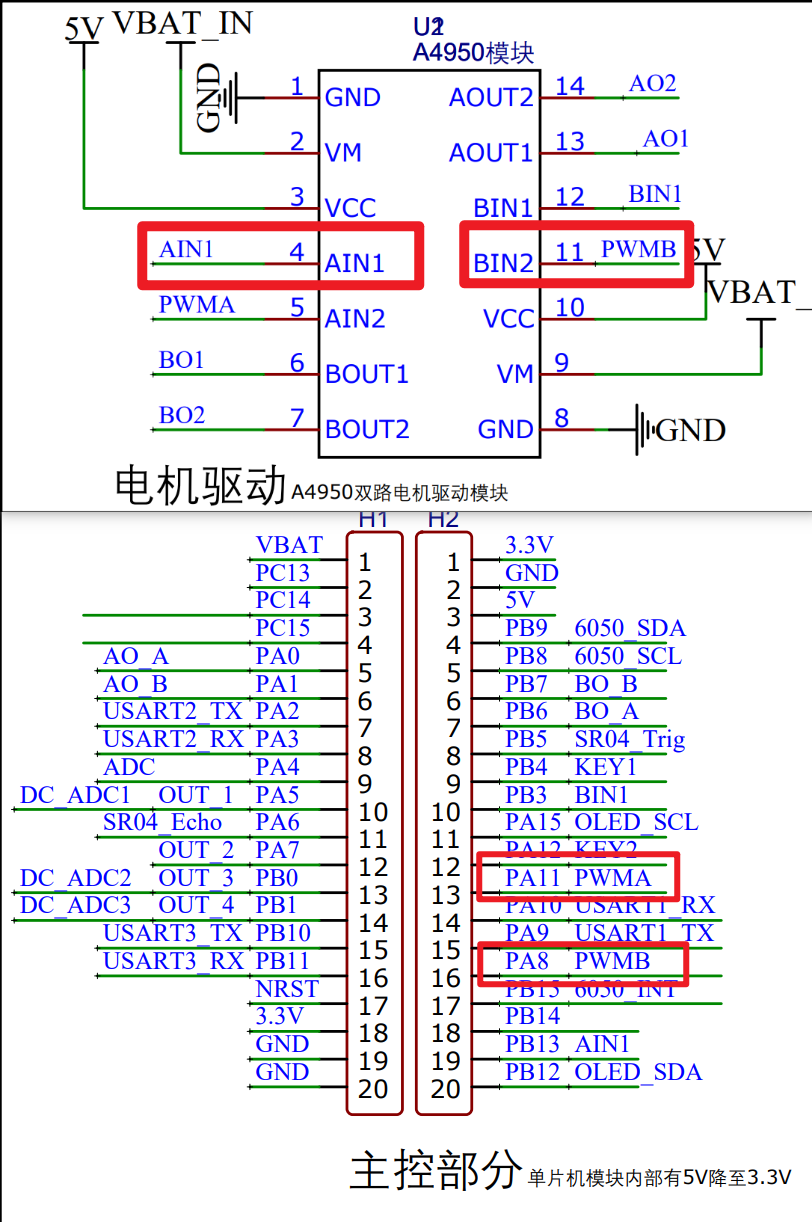 5V VBAT_IN
U2
A4950模块
GND 1 GND AOUT2 14 AO2
2 VM AOUT1 13 AO1
3 VCC BIN1 12 BIN1
AIN1 4 AIN1 BIN2 11 PWMB 5V
PWMA 5 AIN2 VCC 10 VBAT_
BO1 6 BOUT1 VM 9
BO2 7 BOUT2 GND 8 GND
电机驱动 A4950双路电机驱动模块
H1 H2
VBAT 1 1 3.3V
PC13 2 2 GND
PC14 3 3 5V
PC15 4 4 PB9 6050_SDA
AO_A PA0 5 5 PB8 6050_SCL
AO_B PA1 6 6 PB7 BO_B
USART2_TX PA2 7 7 PB6 BO_A
USART2_RX PA3 8 8 PB5 SR04_Trig
ADC PA4 9 9 PB4 KEY1
DC_ADC1 OUT_1 PA5 10 10 PB3 BIN1
SR04_Echo PA6 11 11 PA15 OLED_SCL
OUT_2 PA7 12 12 PA12 KEY2
DC_ADC2 OUT_3 PB0 13 13 PA11 PWMA
DC_ADC3 OUT_4 PB1 14 14 PA10 USART1_RX
USART3_TX PB10 15 15 PA9 USART1_TX
USART3_RX PB11 16 16 PA8 PWMB
NRST 17 17 PB15 6050_INT
3.3V 18 18 PB14
GND 19 19 PB13 AIN1
GND 20 20 PB12 OLED_SDA
主控部分 单片机模块内部有5V降至3.3V